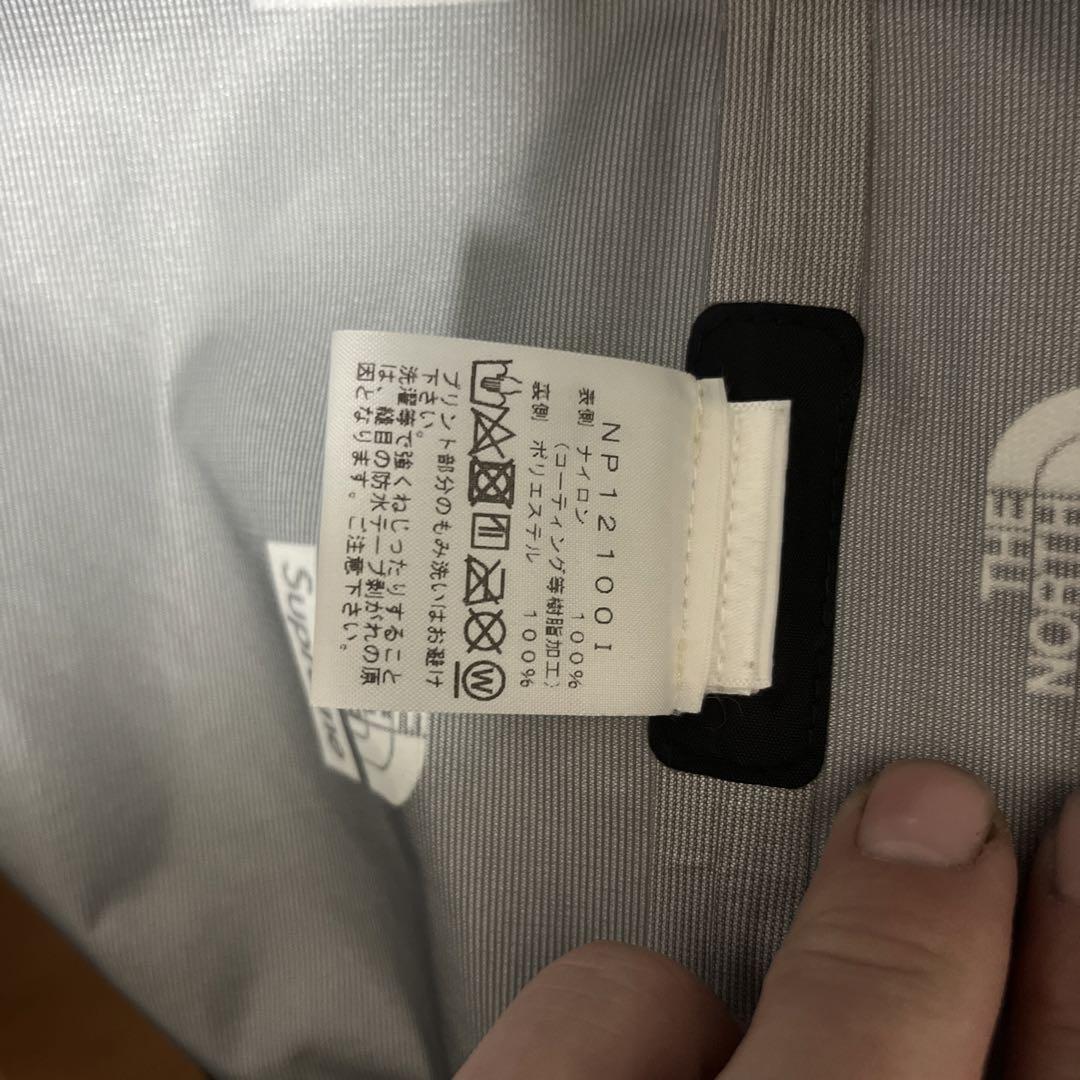 NP12100I
表側 ナイロン 100%
(コーティング等樹脂加工)
裏側 ポリエステル 100%
W
プリント部分のもみ洗いはお避け
下さい。
洗濯等で強くねじったりすること
は、縫目の防水テープ剥がれの原
因となります。ご注意下さい。
Supreme